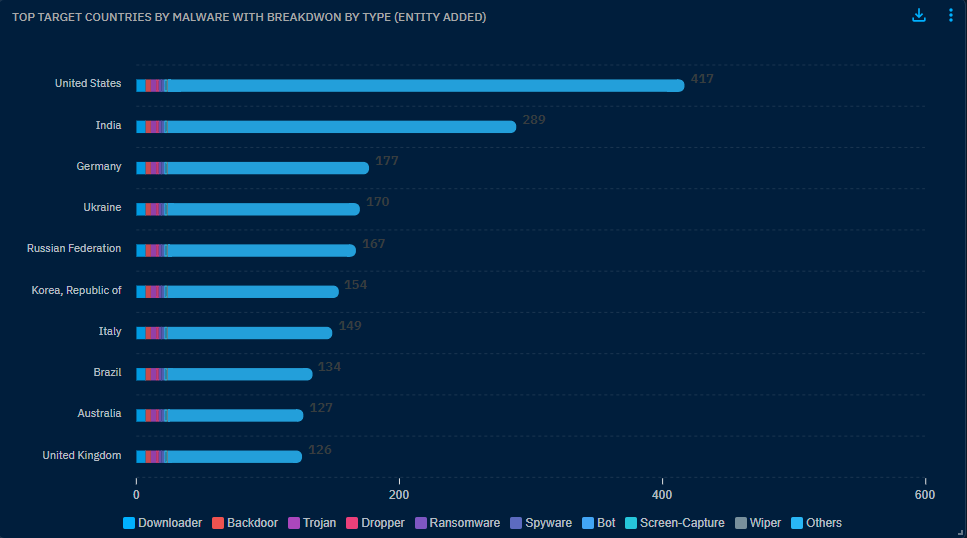 TOP TARGET COUNTRIES BY MALWARE WITH BREAKDWON BY TYPE (ENTITY ADDED)
United States 417
India 289
Germany 177
Ukraine 170
Russian Federation 167
Korea, Republic of 154
Italy 149
Brazil 134
Australia 127
United Kingdom 126
0 200 400 600
Downloader Backdoor Trojan Dropper Ransomware Spyware Bot Screen-Capture Wiper Others